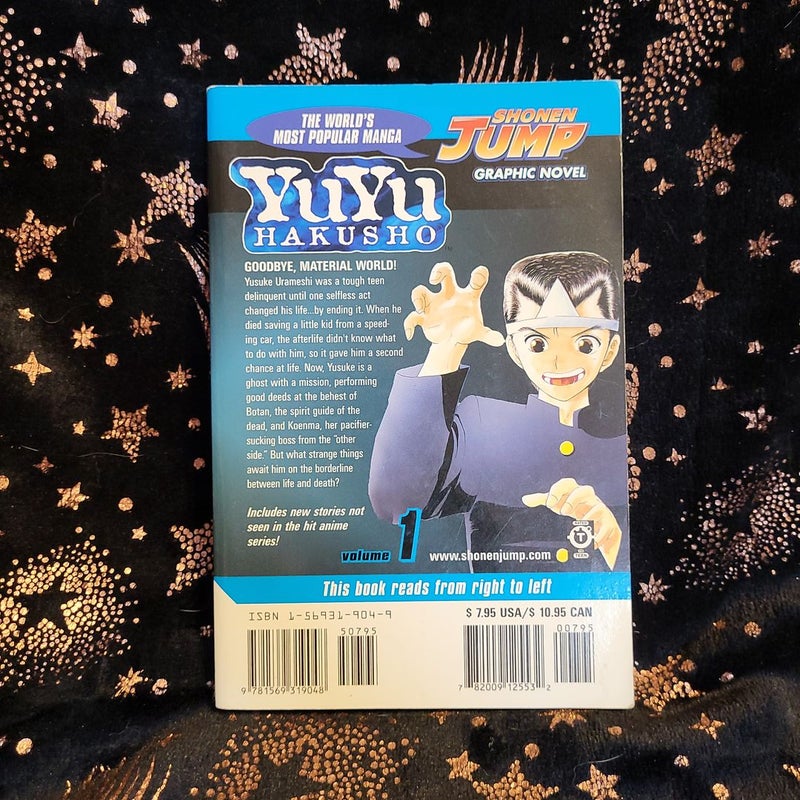 THE WORLD'S
MOST POPULAR MANGA
SHONEN
JUMP
GRAPHIC NOVEL
YuYu
HAKUSHO
GOODBYE, MATERIAL WORLD!
Yusuke Urameshi was a tough teen
delinquent until one selfless act
changed his life...by ending it. When he
died saving a little kid from a speed-
ing car, the afterlife didn't know what
to do with him, so it gave him a second
chance at life. Now, Yusuke is a
ghost with a mission, performing
good deeds at the behest of
Botan, the spirit guide of the
dead, and Koenma, her pacifier-
sucking boss from the "other
side." But what strange things
await him on the borderline
between life and death?
Includes new stories not
seen in the hit anime
series!
volume 1
www.shonenjump.com
RATED
T
TEEN
This book reads from right to left
ISBN 1-56931-904-9
$ 7.95 USA/$ 10.95 CAN
50795
00795
9 781569 319048
7 82009 12553 2